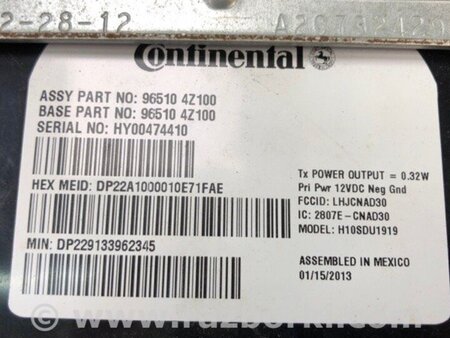 2-28-12
Continental
ASSY PART NO: 96510 4Z100
BASE PART NO: 96510 4Z100
SERIAL NO: HY00474410
HEX MEID: DP22A1000010E71FAE
MIN: DP229133962345
Tx POWER OUTPUT = 0.32W
Pri Pwr 12VDC Neg Gnd
FCCID: LHJCNAD30
IC: 2807E-CNAD30
MODEL: H10SDU1919
ASSEMBLED IN MEXICO
01/15/2013